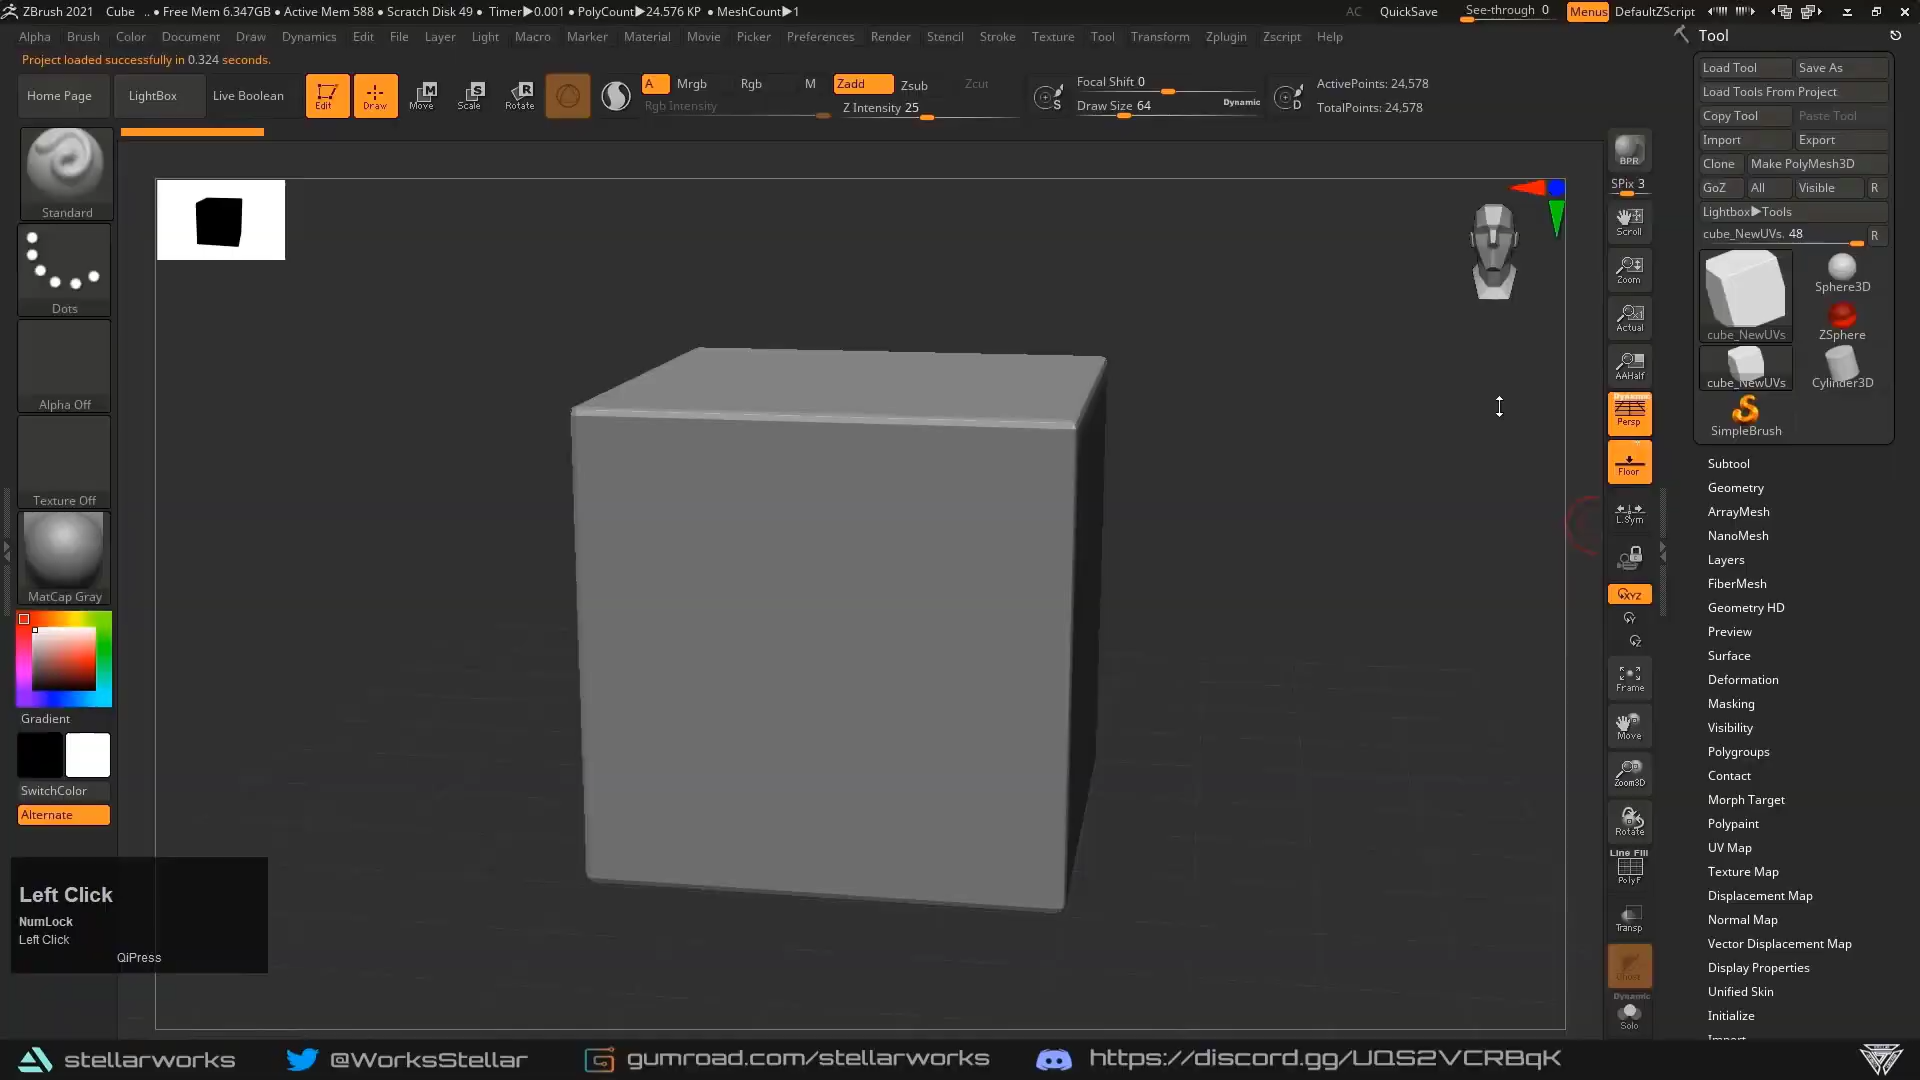 ZBrush 2021 Cube .. • Free Mem 6.347GB • Active Mem 588 • Scratch Disk 49 • Timer▶0.001 • PolyCount▶24.576 KP • MeshCount▶1 AC QuickSave See-through 0 Menus DefaultZScript
Alpha Brush Color Document Draw Dynamics Edit File Layer Light Macro Marker Material Movie Picker Preferences Render Stencil Stroke Texture Tool Transform Zplugin Zscript Help
Project loaded successfully in 0.324 seconds.
Home Page LightBox Live Boolean Edit Draw Move Scale Rotate
A Mrgb Rgb M Zadd Zsub Zcut
Rgb Intensity Z Intensity 25
Focal Shift 0
Draw Size 64 Dynamic
S
D
ActivePoints: 24,578
TotalPoints: 24,578
Standard
Dots
Alpha Off
Texture Off
MatCap Gray
Gradient
SwitchColor
Alternate
Left Click
NumLock
Left Click
QiPress
BPR
SPix 3
Scroll
Zoom
Actual
AAHalf
Dynamic
Persp
Floor
L.Sym
XYZ
Y
Z
Frame
Move
Zoom3D
Rotate
Line Fill
PolyF
Transp
Ghost
Dynamic
Solo
Tool
Load Tool Save As
Load Tools From Project
Copy Tool Paste Tool
Import Export
Clone Make PolyMesh3D
GoZ All Visible R
Lightbox▶Tools
cube_NewUVs. 48 R
cube_NewUVs Sphere3D
ZSphere
cube_NewUVs Cylinder3D
SimpleBrush
Subtool
Geometry
ArrayMesh
NanoMesh
Layers
FiberMesh
Geometry HD
Preview
Surface
Deformation
Masking
Visibility
Polygroups
Contact
Morph Target
Polypaint
UV Map
Texture Map
Displacement Map
Normal Map
Vector Displacement Map
Display Properties
Unified Skin
Initialize
Import
stellarworks @WorksStellar gumroad.com/stellarworks https://discord.gg/UQS2VCRBqK